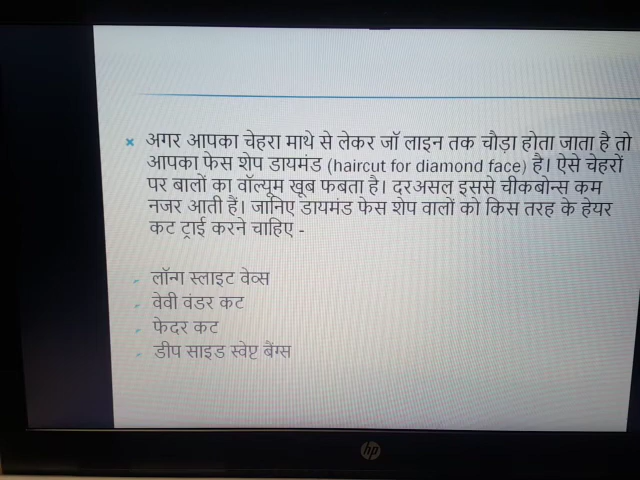 अगर आपका चेहरा माथे से लेकर जॉ लाइन तक चौड़ा होता जाता है तो
आपका फेस शेप डायमंड (haircut for diamond face) है। ऐसे चेहरों
पर बालों का वॉल्यूम खूब फबता है। दरअसल इससे चीकबोन्स कम
नजर आती हैं। जानिए डायमंड फेस शेप वालों को किस तरह के हेयर
कट ट्राई करने चाहिए -
लॉन्ग स्लाइट वेव्स
वेवी वंडर कट
फेदर कट
डीप साइड स्वेप्ट बैंग्स
hp